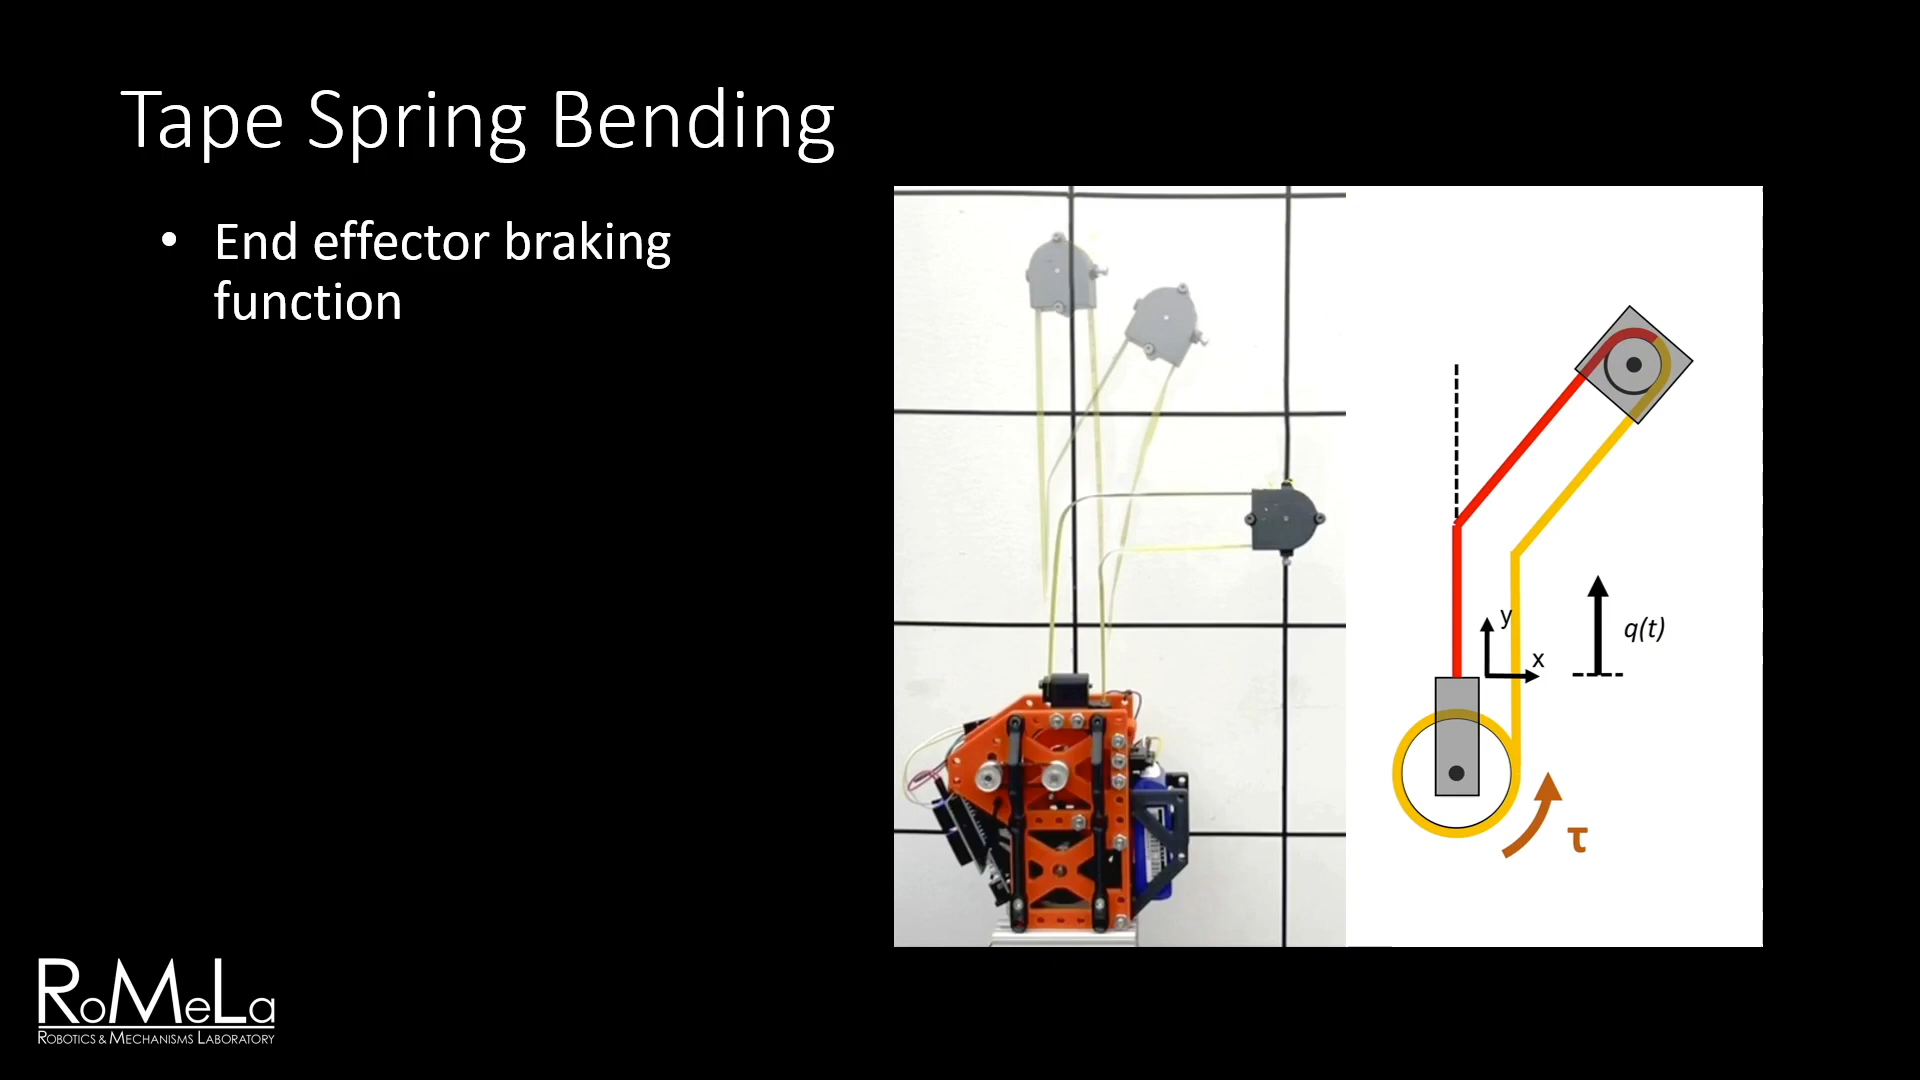 Tape Spring Bending
• End effector braking
function
y
x
q(t)
τ
RoMeLa
ROBOTICS & MECHANISMS LABORATORY